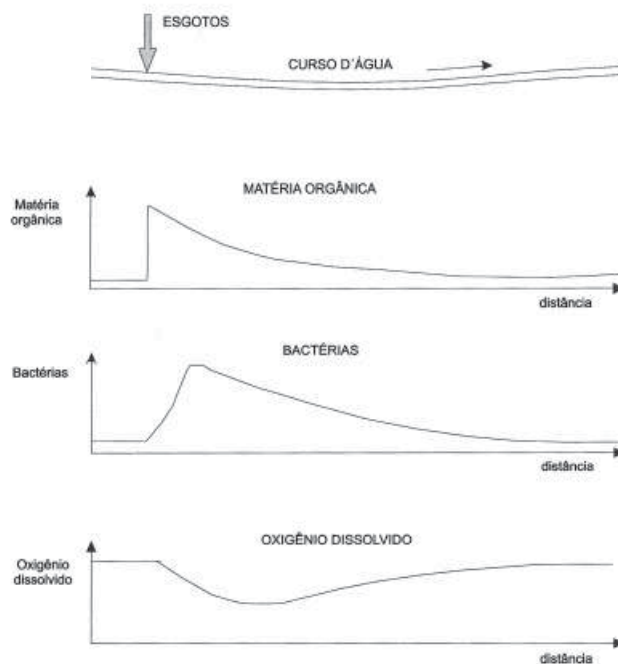 ESGOTOS
CURSO D´ÁGUA
MATÉRIA ORGÂNICA
Matéria
orgânica
distância
BACTÉRIAS
Bactérias
distância
OXIGÊNIO DISSOLVIDO
Oxigênio
dissolvido
distância